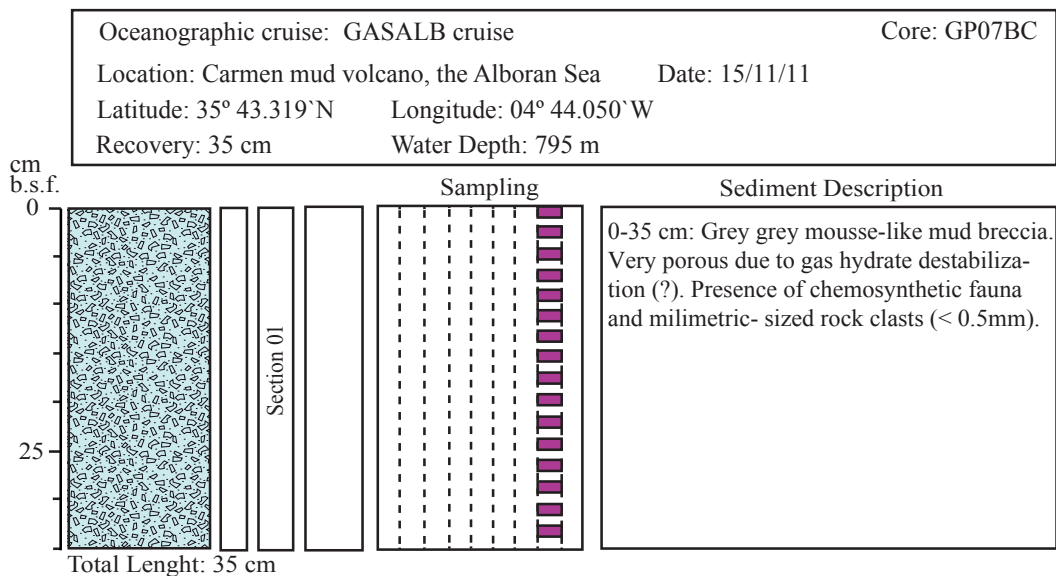 Oceanographic cruise: GASALB cruise Core: GP07BC
Location: Carmen mud volcano, the Alboran Sea Date: 15/11/11
Latitude: 35º 43.319`N Longitude: 04º 44.050`W
Recovery: 35 cm Water Depth: 795 m
cm
b.s.f.
Sampling
Sediment Description
0
25
Section 01
0-35 cm: Grey grey mousse-like mud breccia.
Very porous due to gas hydrate destabiliza-
tion (?). Presence of chemosynthetic fauna
and milimetric- sized rock clasts (< 0.5mm).
Total Lenght: 35 cm